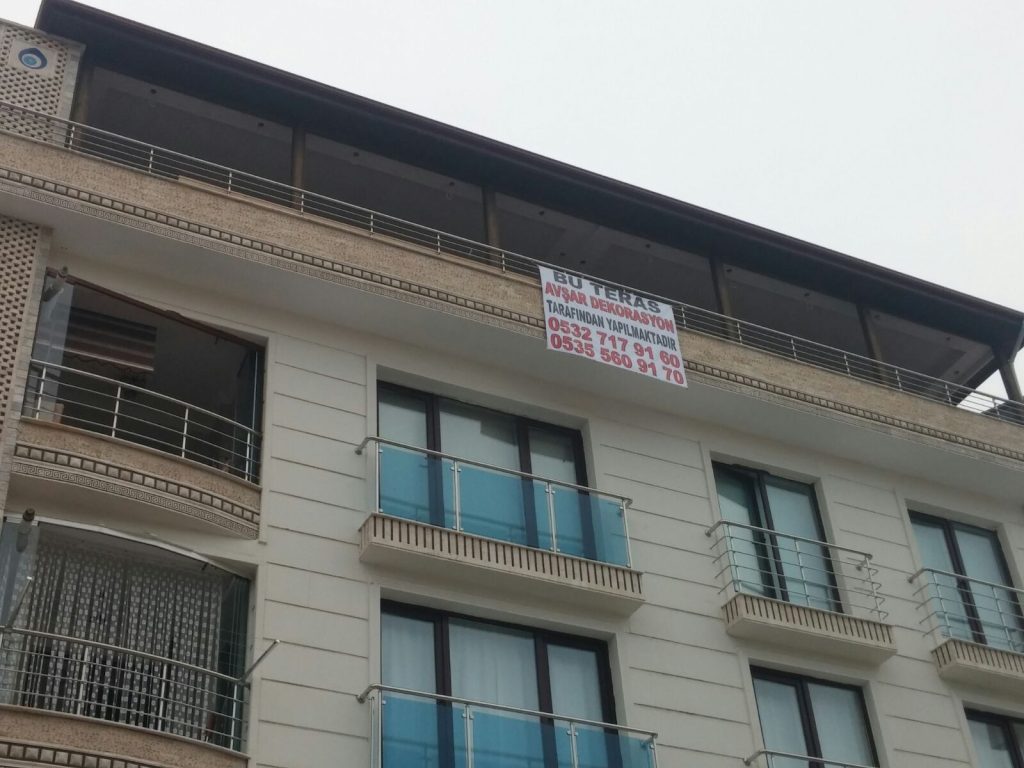 BU TERAS
AVŞAR DEKORASYON
TARAFINDAN YAPILMAKTADIR
0532 717 91 60
0535 560 91 70